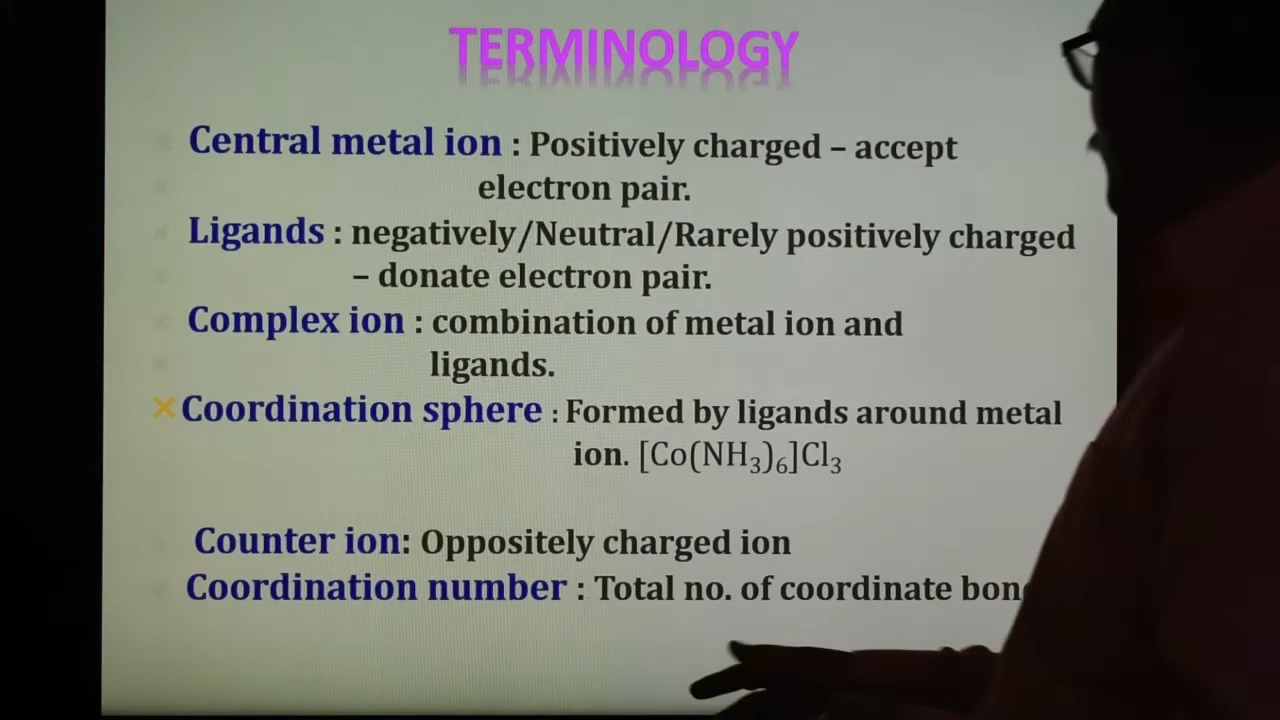 TERMINOLOGY
Central metal ion : Positively charged – accept
electron pair.
Ligands : negatively/Neutral/Rarely positively charged
– donate electron pair.
Complex ion : combination of metal ion and
ligands.
Coordination sphere : Formed by ligands around metal
ion. [Co(NH₃)₆]Cl₃
Counter ion: Oppositely charged ion
Coordination number : Total no. of coordinate